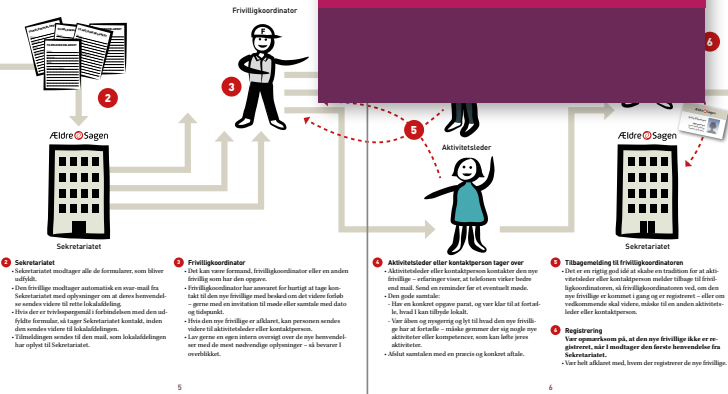 Frivilligkoordinator
F
2
3
6
5
ÆldreSagen
Aktivitetsleder
ÆldreSagen
Sekretariatet
Sekretariatet
2 Sekretariatet
• Sekretariatet modtager alle de formularer, som bliver
udfyldt.
• Den frivillige modtager automatisk en svar-mail fra
Sekretariatet med oplysninger om at deres henvendel-
se sendes videre til rette lokalafdeling.
• Hvis der er tvivlsspørgsmål i forbindelsen med den ud-
fyldte formular, så tager Sekretariatet kontakt, inden
den sendes videre til lokalafdelingen.
• Tilmeldingen sendes til den mail, som lokalafdelingen
har oplyst til Sekretariatet.
3 Frivilligkoordinator
• Det kan være formand, frivilligkoordinator eller en anden
frivillig som har den opgave.
• Frivilligkoordinator har ansvaret for hurtigt at tage kon-
takt til den nye frivillige med besked om det videre forløb
– gerne med en invitation til møde eller samtale med dato
og tidspunkt.
• Hvis den nye frivillige er afklaret, kan personen sendes
videre til aktivitetsleder eller kontaktperson.
• Lav gerne en egen intern oversigt over de nye henvendel-
ser med de mest nødvendige oplysninger – så bevarer I
overblikket.
5
4 Aktivitetsleder eller kontaktperson tager over
• Aktivitetsleder eller kontaktperson kontakter den nye
frivillige – erfaringer viser, at telefonen virker bedre
end mail. Send en reminder før et eventuelt møde.
• Den gode samtale:
- Hav en konkret opgave parat, og vær klar til at fortæl-
le, hvad I kan tilbyde lokalt.
- Vær åben og nysgerrig og lyt til hvad den nye frivilli-
ge har at fortælle – måske gemmer der sig nogle nye
aktiviteter eller kompetencer, som kan løfte jeres
aktiviteter.
• Afslut samtalen med en præcis og konkret aftale.
5 Tilbagemelding til frivilligkoordinatoren
• Det er en rigtig god idé at skabe en tradition for at akti-
vitetsleder eller kontaktperson melder tilbage til frivil-
ligkoordinatoren, så frivilligkoordinatoren ved, om den
nye frivillige er kommet i gang og er registreret – eller om
vedkommende skal videre, måske til en anden aktivitets-
leder eller kontaktperson.
6 Registrering
Vær opmærksom på, at den nye frivillige ikke er re-
gistreret, når I modtager den første henvendelse fra
Sekretariatet.
• Vær helt afklaret med, hvem der registrerer de nye frivillige.
6